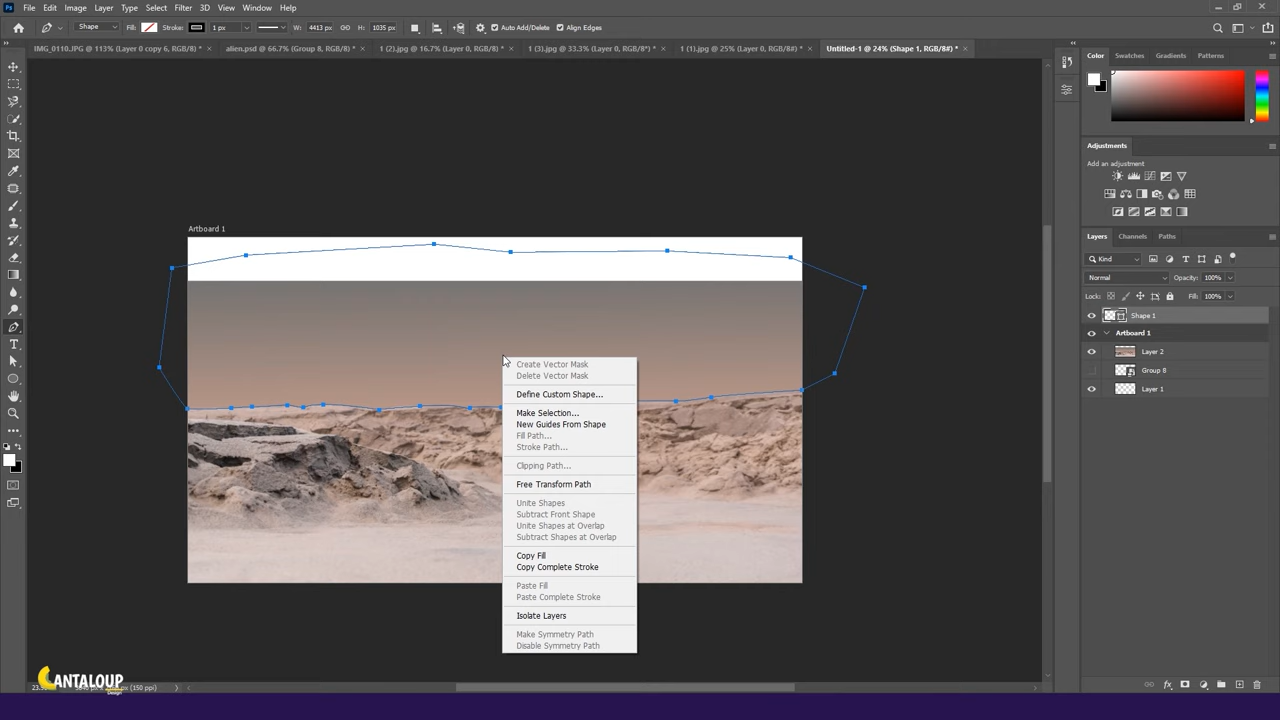 Ps File Edit Image Layer Type Select Filter 3D View Window Help
Shape Fill: Stroke: 1 px W: 4413 px H: 1035 px Auto Add/Delete Align Edges
IMG_0110.JPG @ 113% (Layer 0 copy 6, RGB/8) * × alien.psd @ 66.7% (Group 8, RGB/8) * × 1 (2).jpg @ 16.7% (Layer 0, RGB/8) * × 1 (3).jpg @ 33.3% (Layer 0, RGB/8*) * × 1 (1).jpg @ 25% (Layer 0, RGB/8#) * × Untitled-1 @ 24% (Shape 1, RGB/8#) * ×
Color Swatches Gradients Patterns
Adjustments
Add an adjustment
Layers Channels Paths
Kind
Normal Opacity: 100%
Lock: Fill: 100%
Shape 1
Artboard 1
Layer 2
Group 8
Layer 1
Artboard 1
Create Vector Mask
Delete Vector Mask
Define Custom Shape...
Make Selection...
New Guides From Shape
Fill Path...
Stroke Path...
Clipping Path...
Free Transform Path
Unite Shapes
Subtract Front Shape
Unite Shapes at Overlap
Subtract Shapes at Overlap
Copy Fill
Copy Complete Stroke
Paste Fill
Paste Complete Stroke
Isolate Layers
Make Symmetry Path
Disable Symmetry Path
CANTALOUP
Design
(150 ppi)